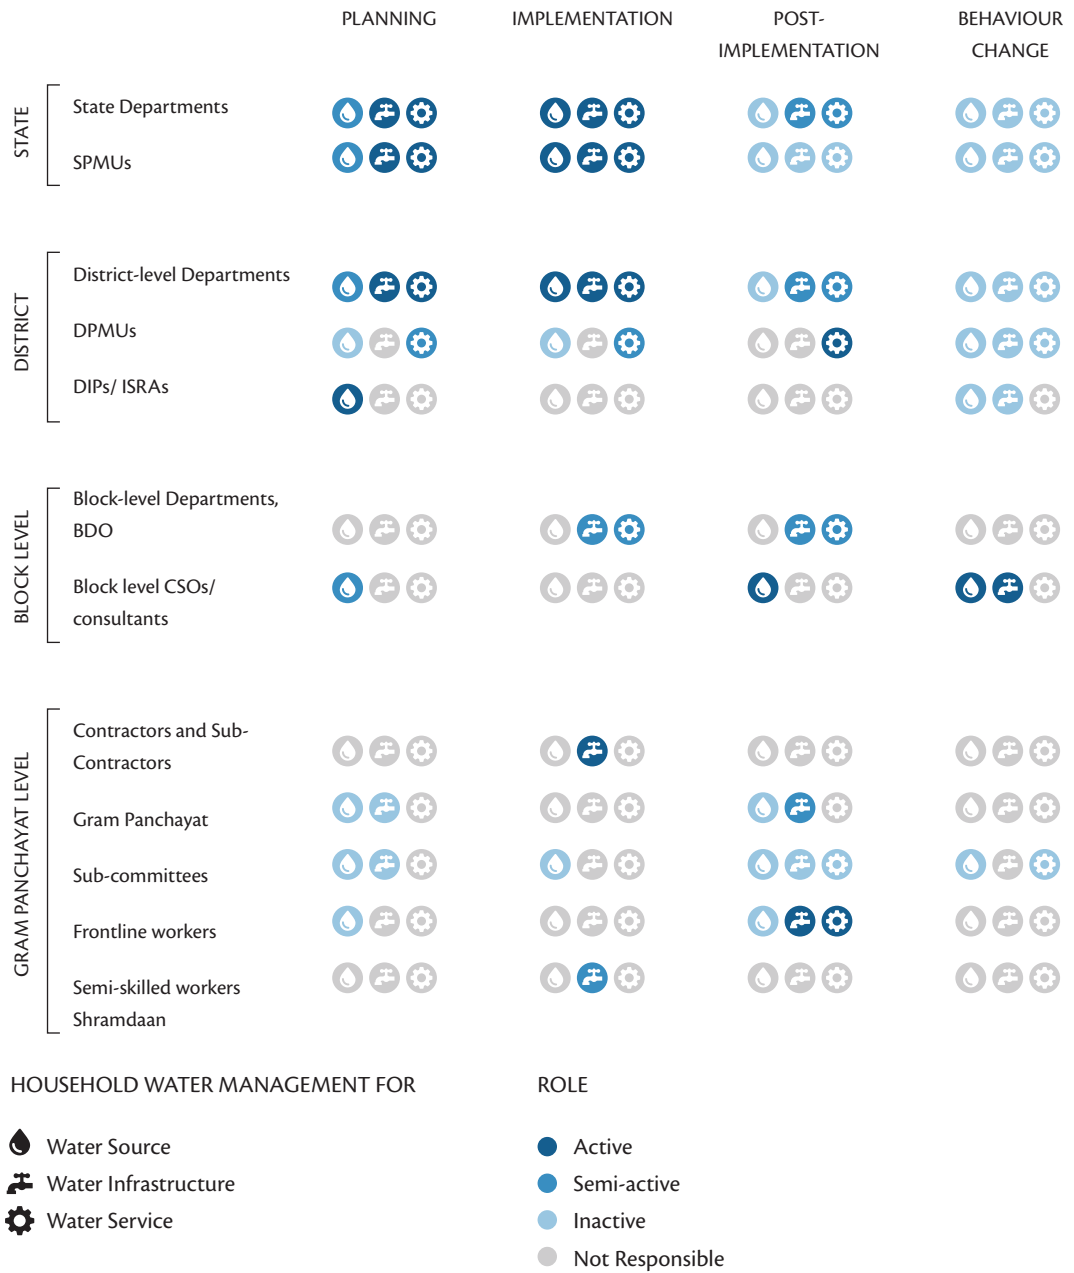 PLANNING
IMPLEMENTATION
POST-
IMPLEMENTATION
BEHAVIOUR
CHANGE
STATE
State Departments
SPMUs
DISTRICT
District-level Departments
DPMUs
DIPs/ ISRAs
BLOCK LEVEL
Block-level Departments,
BDO
Block level CSOs/
consultants
GRAM PANCHAYAT LEVEL
Contractors and Sub-
Contractors
Gram Panchayat
Sub-committees
Frontline workers
Semi-skilled workers
Shramdaan
HOUSEHOLD WATER MANAGEMENT FOR
Water Source
Water Infrastructure
Water Service
ROLE
Active
Semi-active
Inactive
Not Responsible